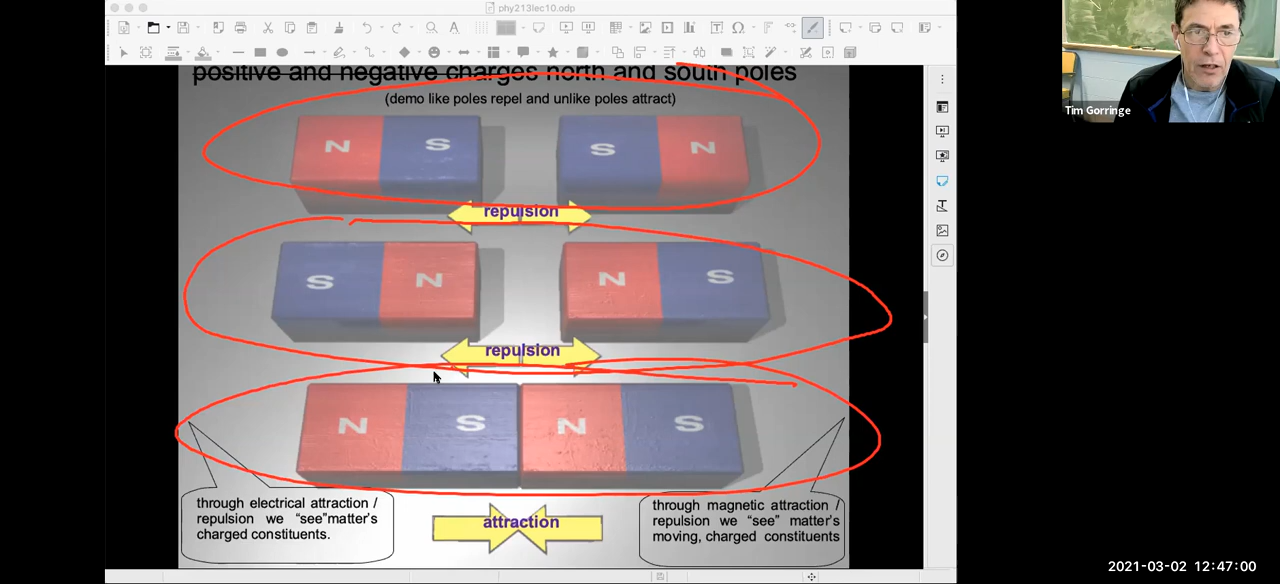 phy213lec10.odp
positive and negative charges north and south poles
(demo like poles repel and unlike poles attract)
N S S N
repulsion
S N N S
repulsion
N S N S
through electrical attraction /
repulsion we “see”matter's
charged constituents.
attraction
through magnetic attraction /
repulsion we “see” matter's
moving, charged constituents
Tim Gorringe
2021-03-02 12:47:00